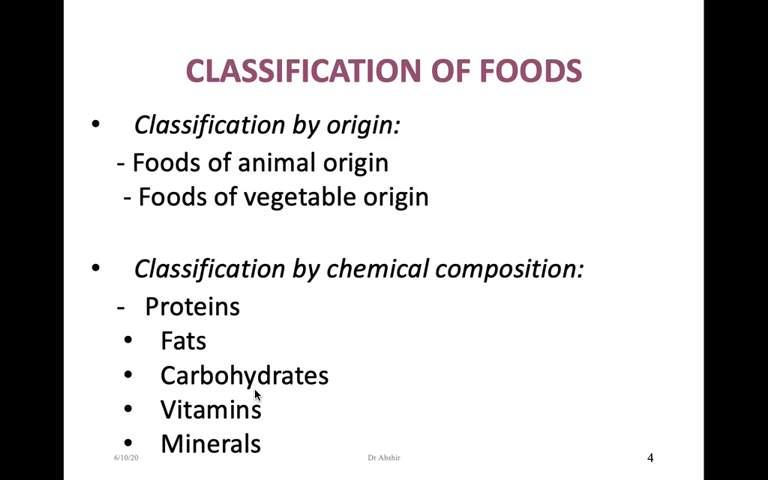 CLASSIFICATION OF FOODS
• Classification by origin:
- Foods of animal origin
- Foods of vegetable origin
• Classification by chemical composition:
- Proteins
• Fats
• Carbohydrates
• Vitamins
• Minerals
6/10/20
Dr Abshir
4